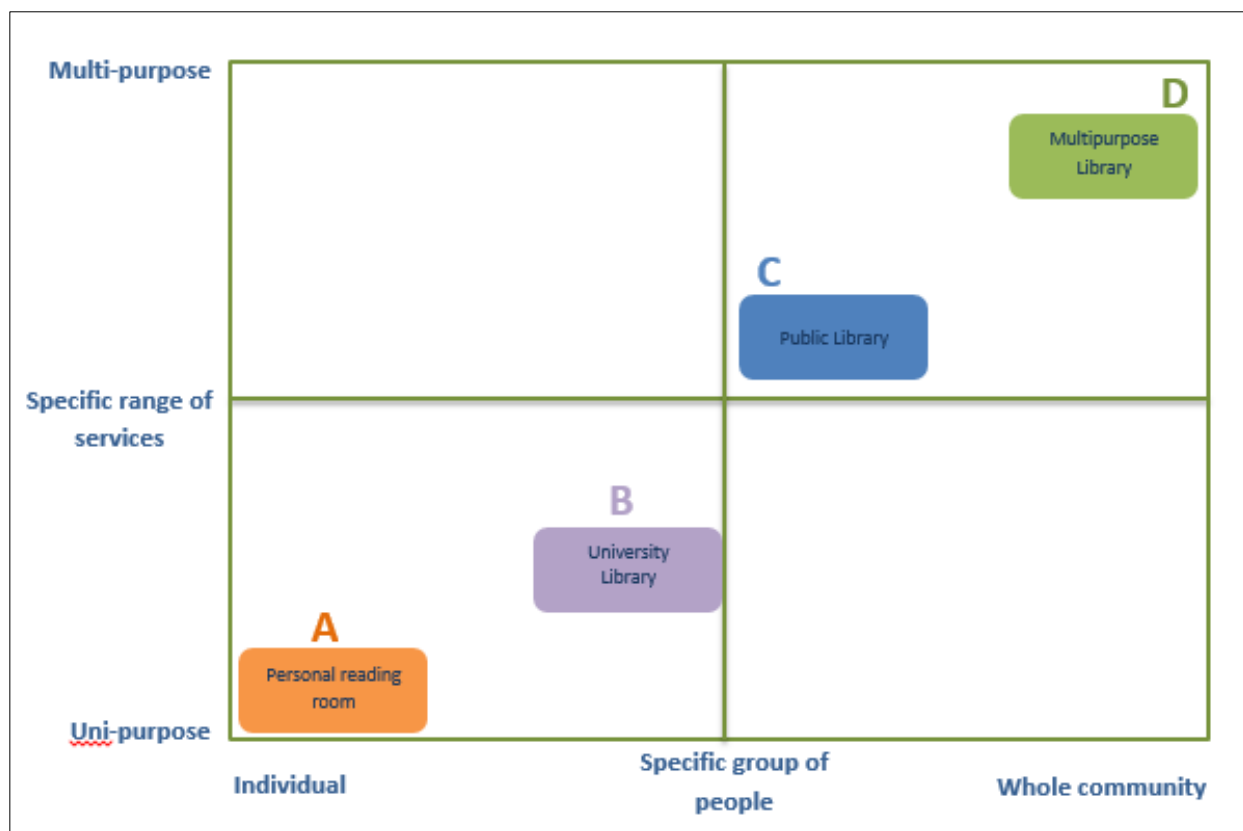 Multi-purpose
D
Multipurpose
Library
C
Public Library
Specific range of
services
B
University
Library
A
Personal reading
room
Uni-purpose
Individual
Specific group of
people
Whole community